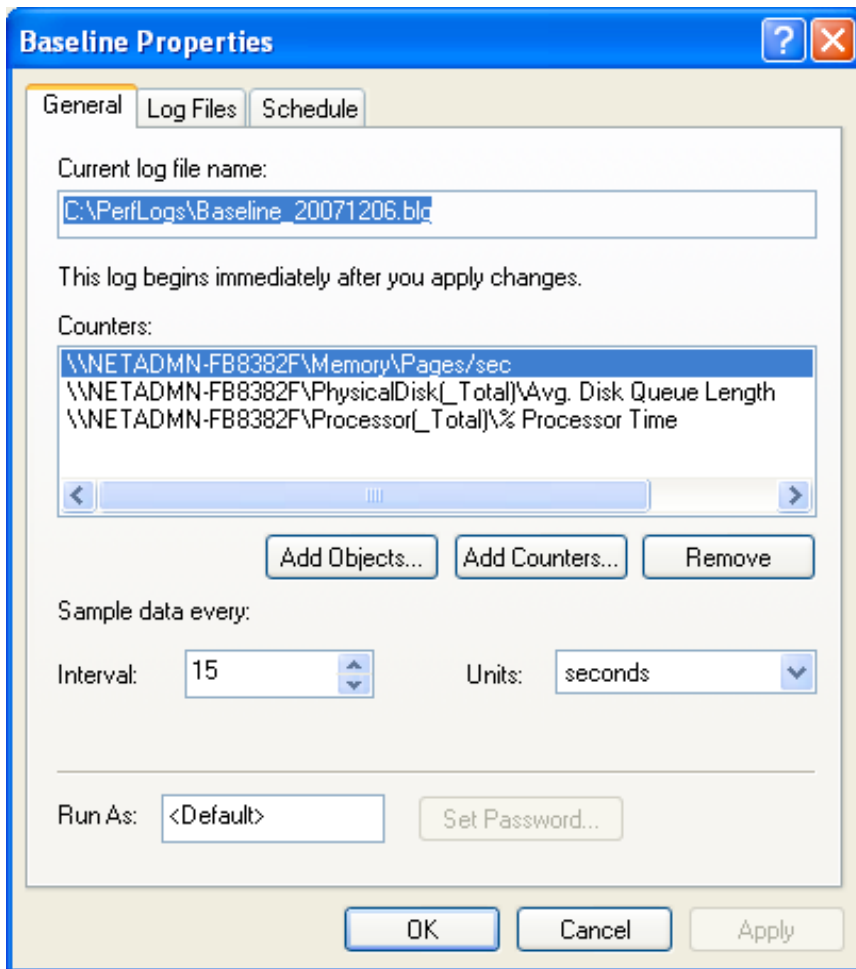 Baseline Properties
General Log Files Schedule
Current log file name:
C:\PerfLogs\Baseline_20071206.blg
This log begins immediately after you apply changes.
Counters:
\\NETADMN-FB8382F\Memory\Pages/sec
\\NETADMN-FB8382F\PhysicalDisk(_Total)\Avg. Disk Queue Length
\\NETADMN-FB8382F\Processor(_Total)\% Processor Time
Add Objects... Add Counters... Remove
Sample data every:
Interval: 15 Units: seconds
Run As: <Default> Set Password...
OK Cancel Apply